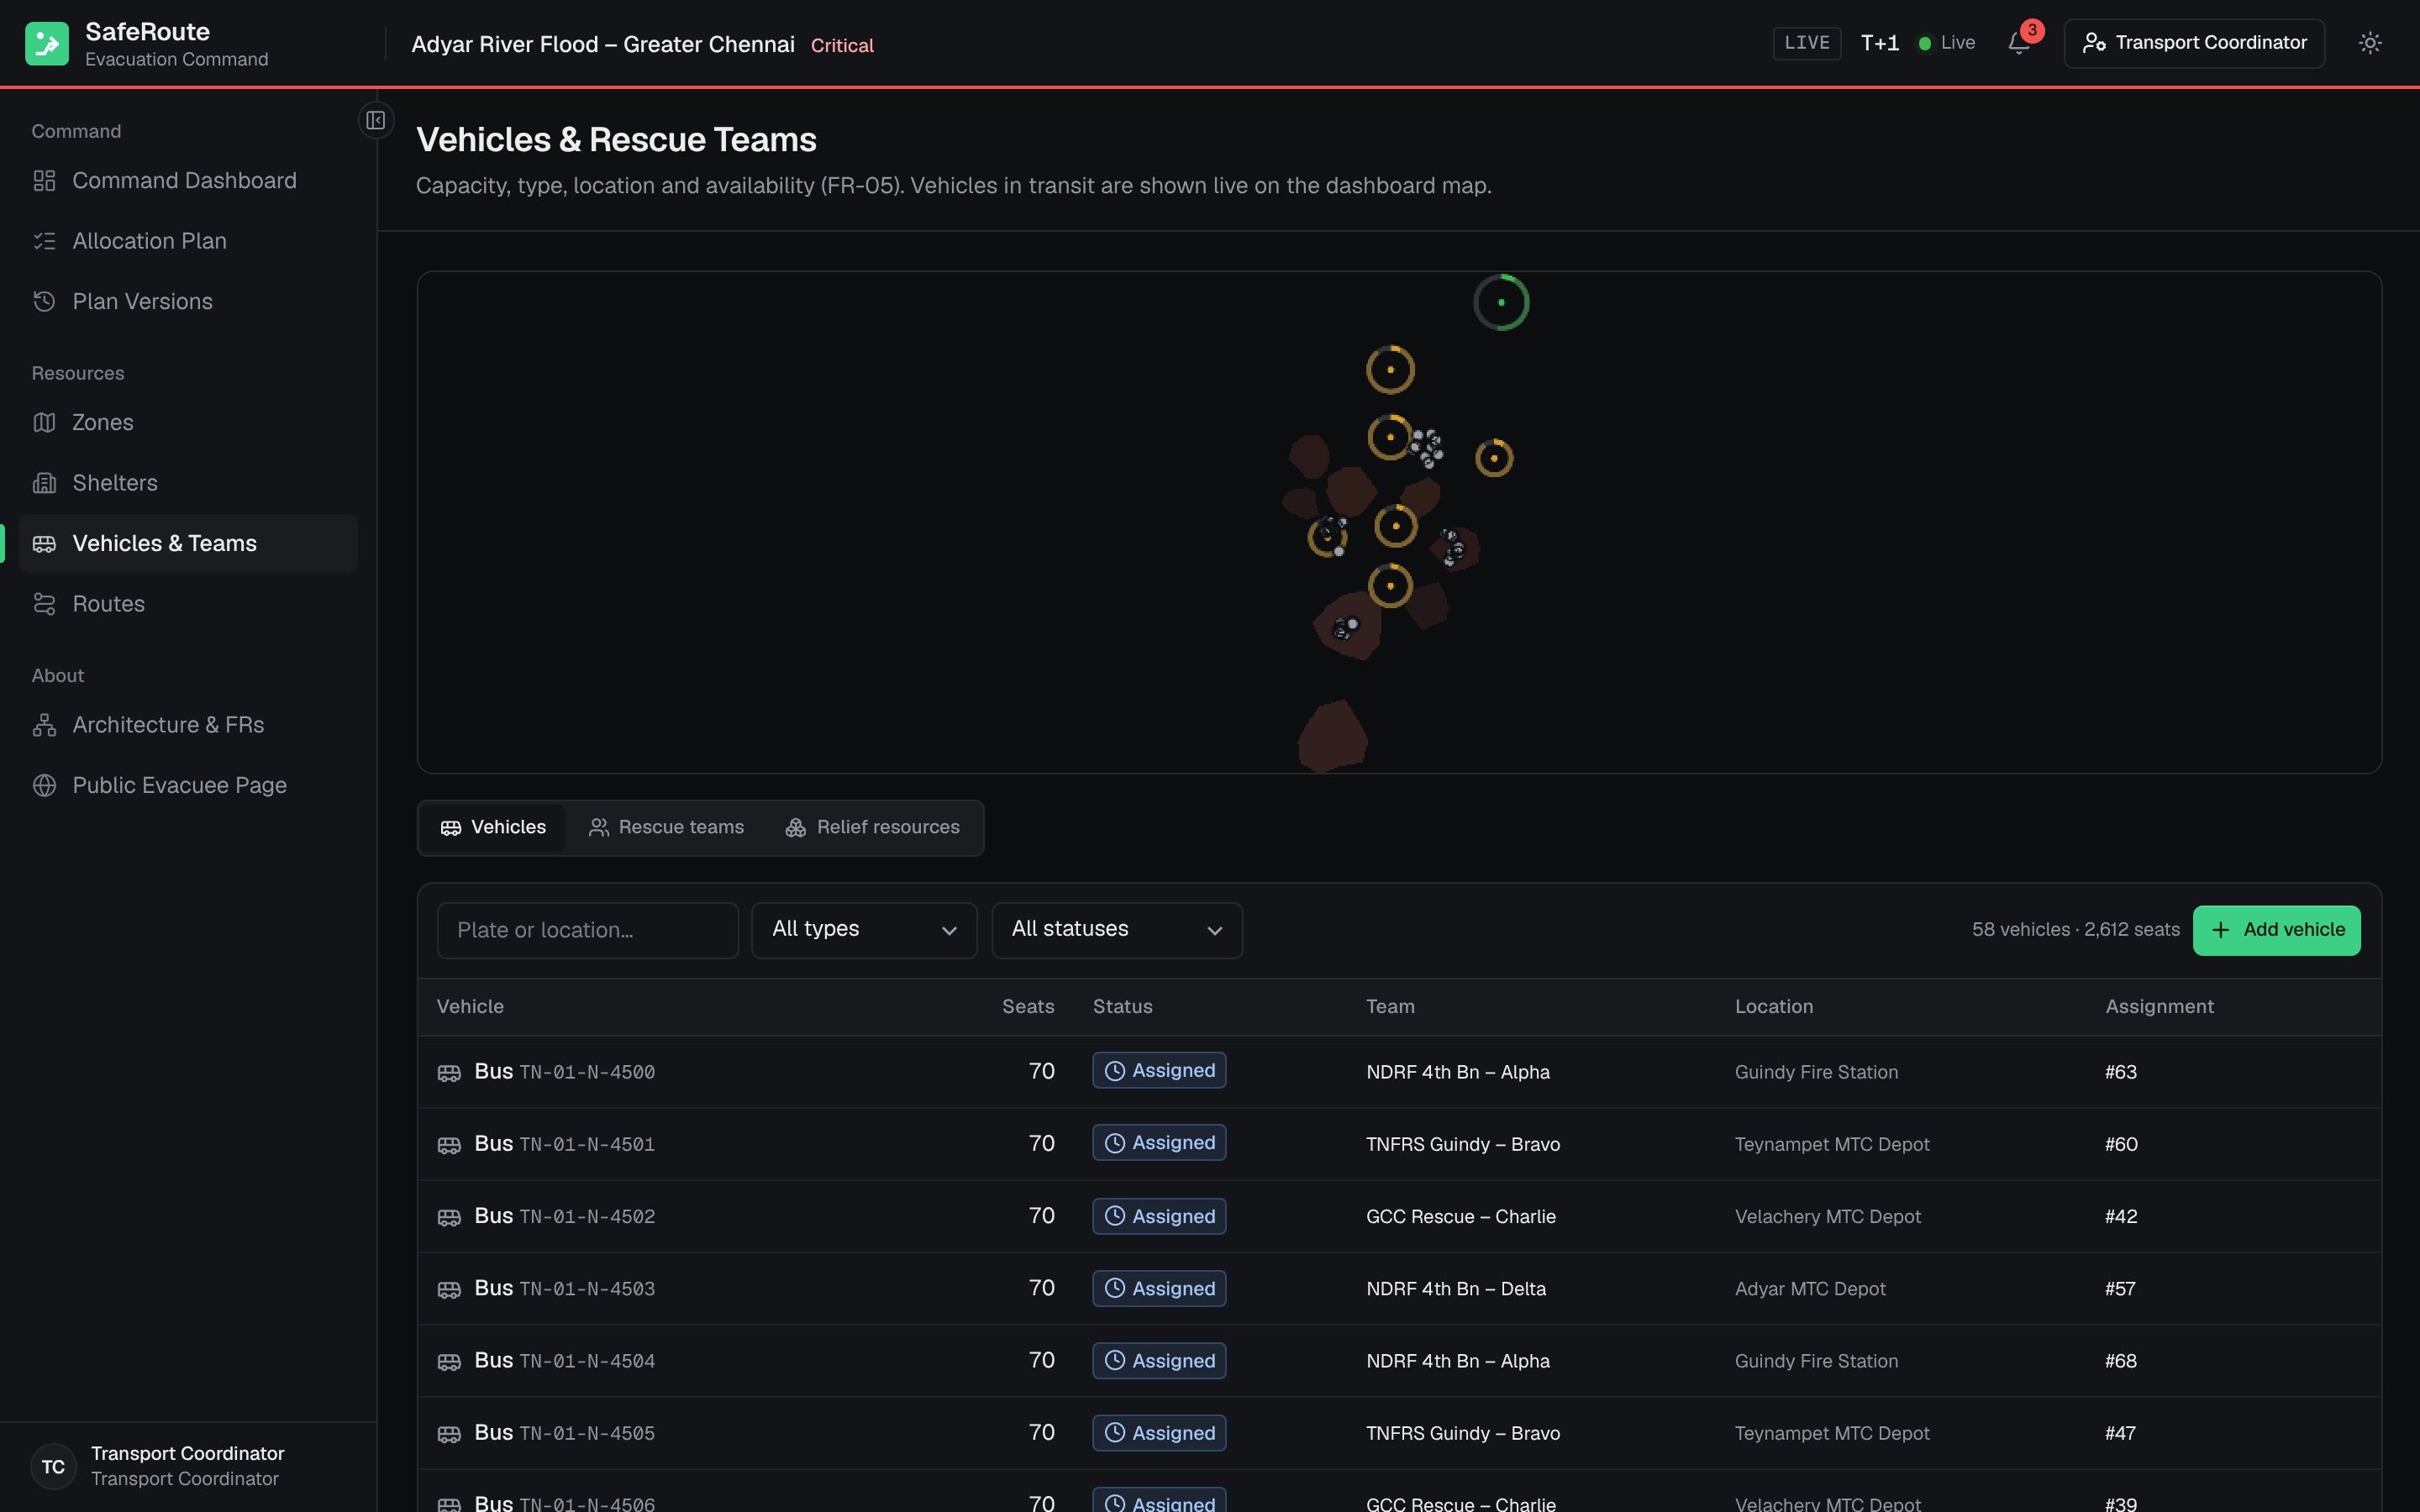 SafeRoute
Evacuation Command
Adyar River Flood – Greater Chennai Critical
LIVE T+1 Live 3 Transport Coordinator
Command
Command Dashboard
Allocation Plan
Plan Versions
Resources
Zones
Shelters
Vehicles & Teams
Routes
About
Architecture & FRs
Public Evacuee Page
TC Transport Coordinator
Transport Coordinator
Vehicles & Rescue Teams
Capacity, type, location and availability (FR-05). Vehicles in transit are shown live on the dashboard map.
Vehicles Rescue teams Relief resources
Plate or location... All types All statuses 58 vehicles · 2,612 seats Add vehicle
Vehicle Seats Status Team Location Assignment
Bus TN-01-N-4500 70 Assigned NDRF 4th Bn – Alpha Guindy Fire Station #63
Bus TN-01-N-4501 70 Assigned TNFRS Guindy – Bravo Teynampet MTC Depot #60
Bus TN-01-N-4502 70 Assigned GCC Rescue – Charlie Velachery MTC Depot #42
Bus TN-01-N-4503 70 Assigned NDRF 4th Bn – Delta Adyar MTC Depot #57
Bus TN-01-N-4504 70 Assigned NDRF 4th Bn – Alpha Guindy Fire Station #68
Bus TN-01-N-4505 70 Assigned TNFRS Guindy – Bravo Teynampet MTC Depot #47
Bus TN-01-N-4506 70 Assigned GCC Rescue – Charlie Velachery MTC Depot #39